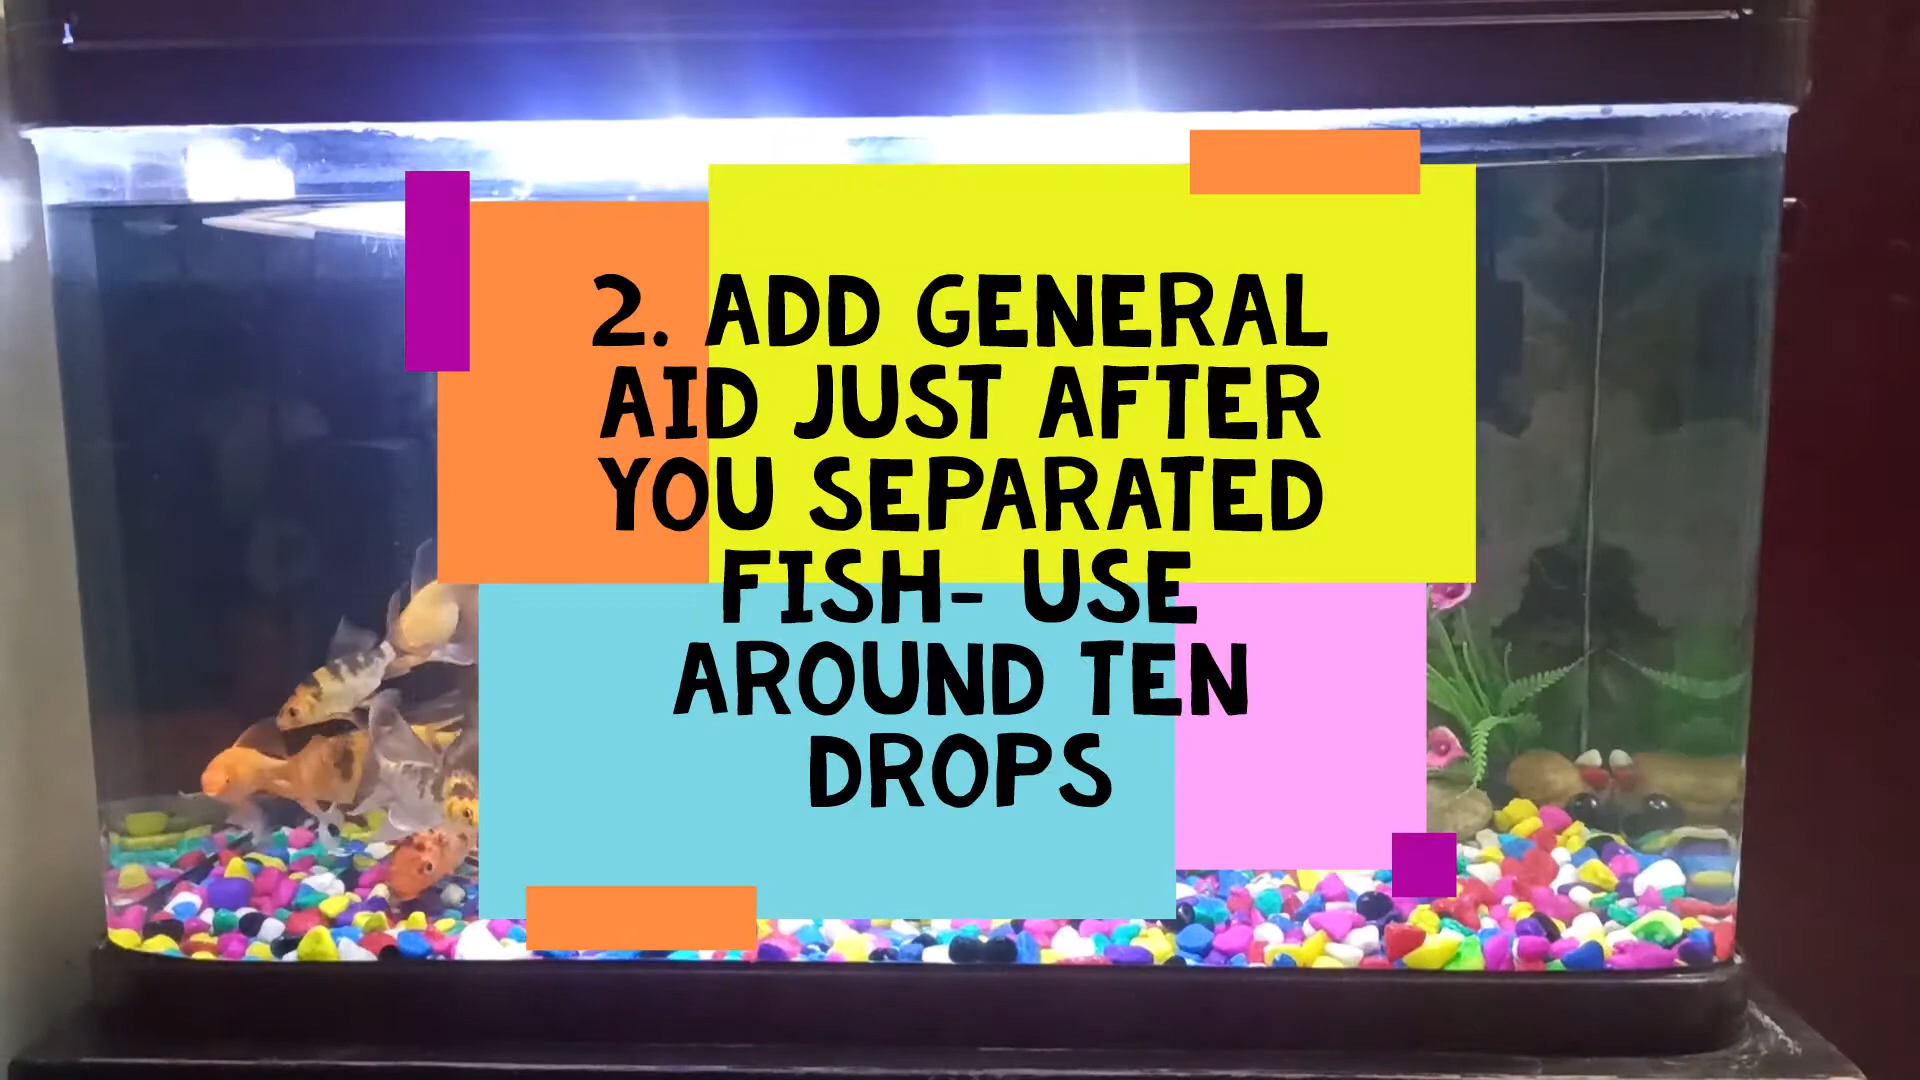 2. ADD GENERAL
AID JUST AFTER
YOU SEPARATED
FISH- USE
AROUND TEN
DROPS